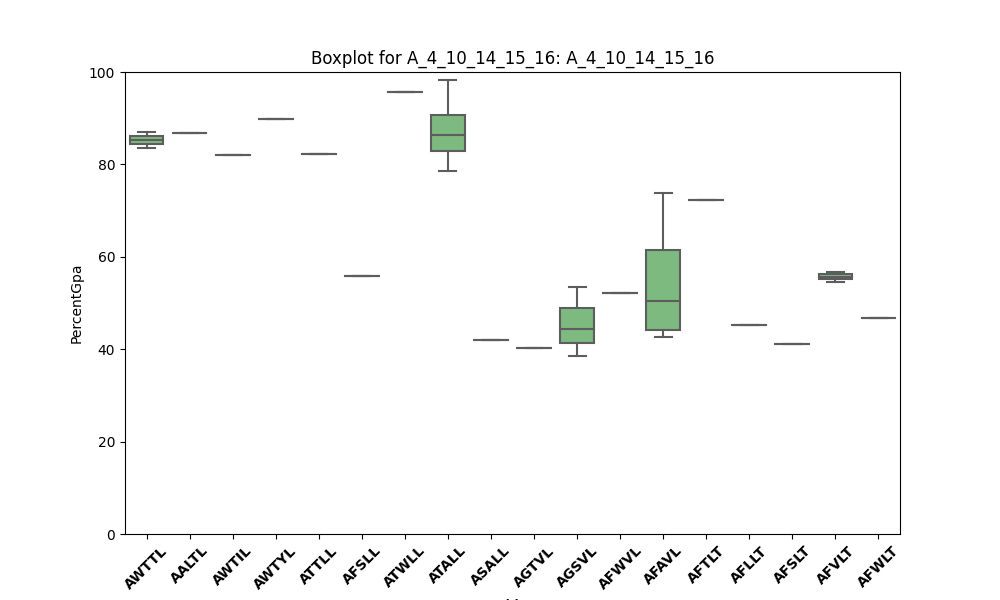 Boxplot for A_4_10_14_15_16: A_4_10_14_15_16
100
80
60
40
20
0
PercentGpa
AWTTL
AALTL
AWTIL
AWTYL
ATTLL
AFSLL
ATWLL
ATALL
ASALL
AGTVL
AGSVL
AFWVL
AFAVL
AFTLT
AFLLT
AFSLT
AFVLT
AFWLT